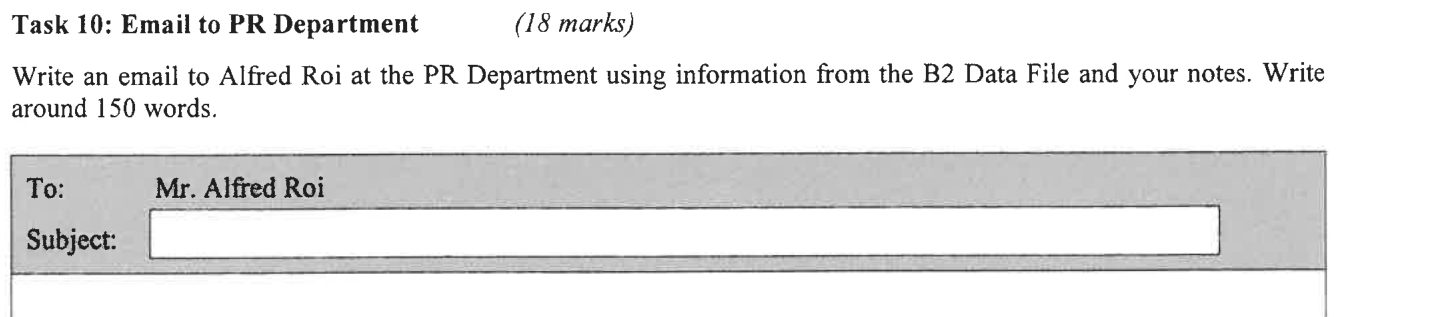 Task 10: Email to PR Department (18 marks)
Write an email to Alfred Roi at the PR Department using information from the B2 Data File and your notes. Write
around 150 words.
To: Mr. Alfred Roi
Subject: